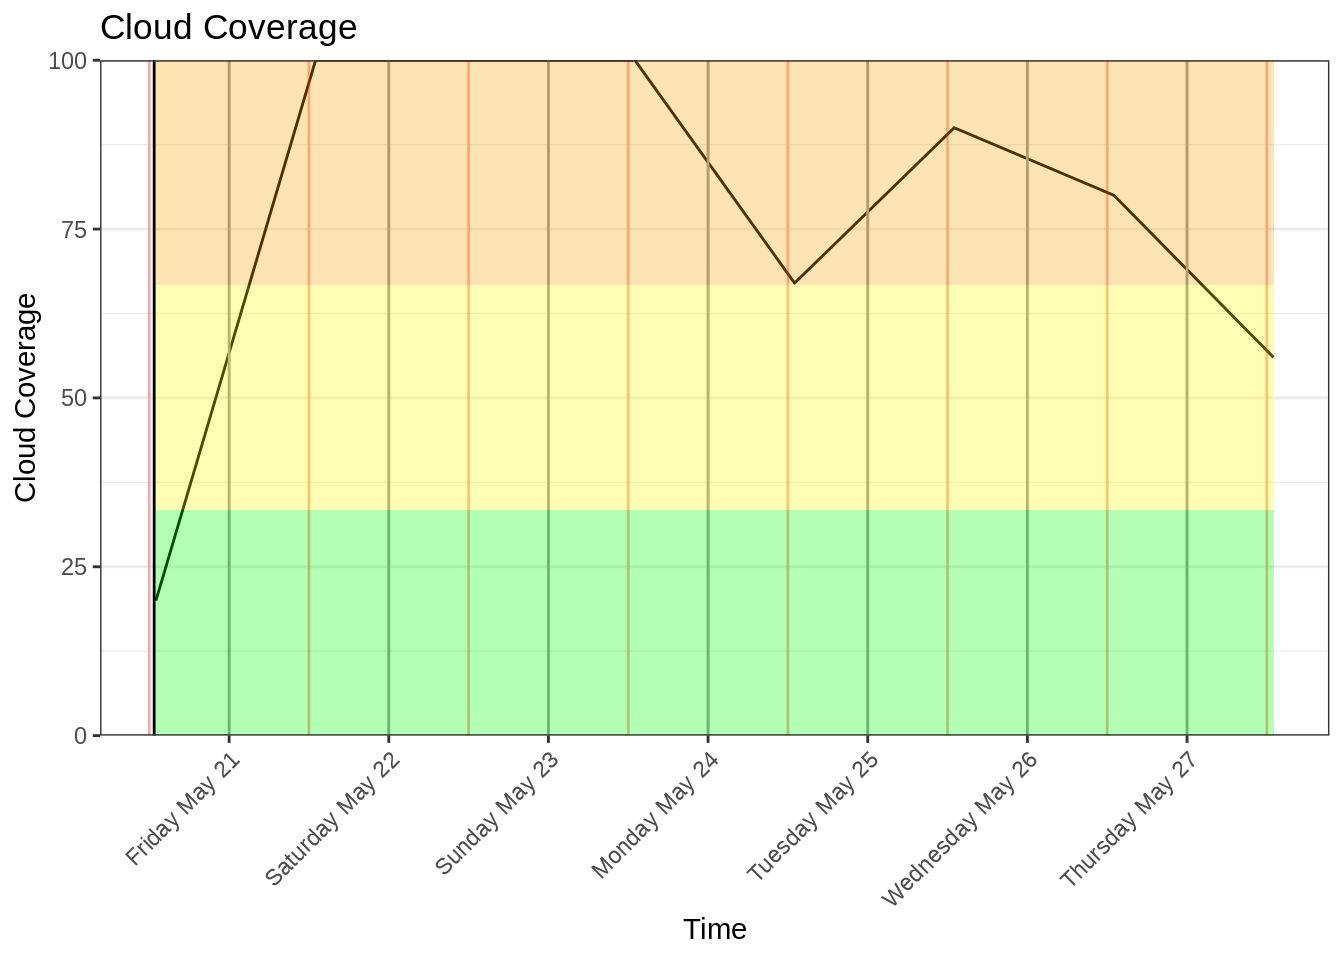 Cloud Coverage
Cloud Coverage
100
75
50
25
0
Friday May 21
Saturday May 22
Sunday May 23
Monday May 24
Tuesday May 25
Wednesday May 26
Thursday May 27
Time